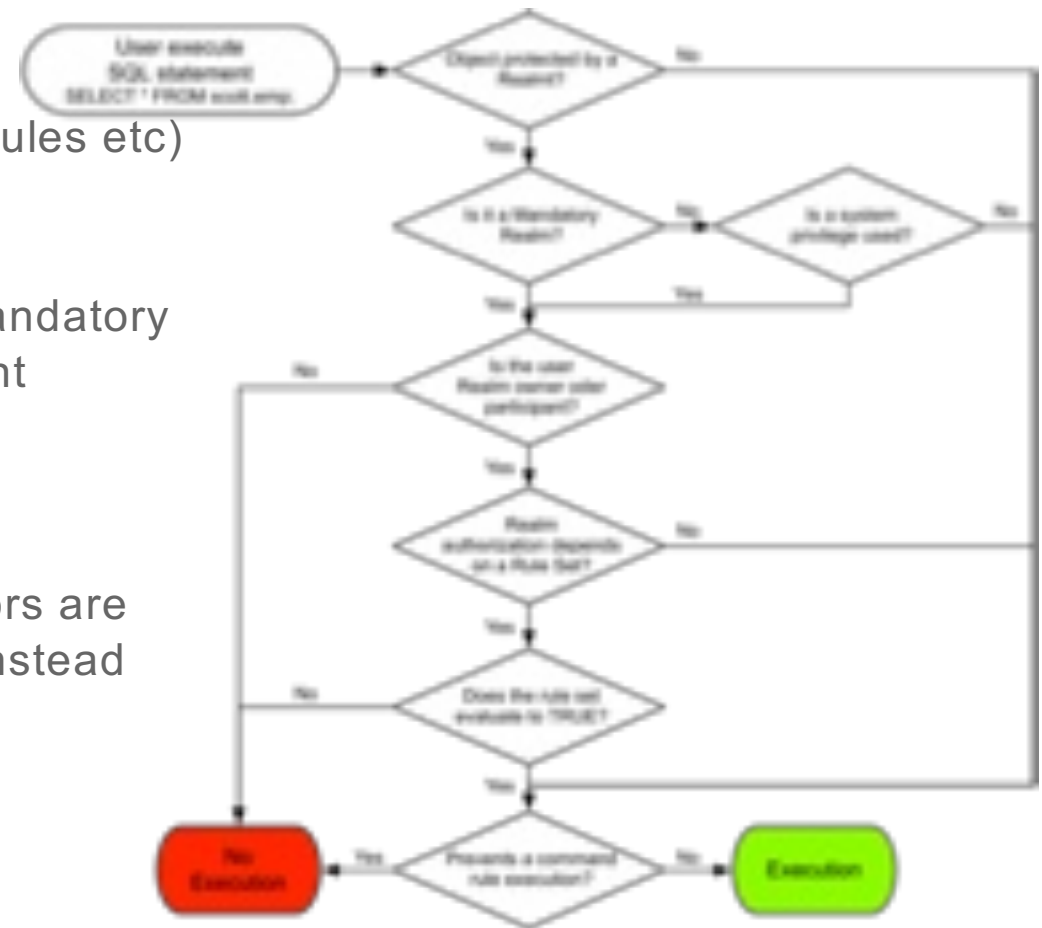 ules etc)
andatory
nt
ors are
nstead
User execute
SQL statement
SELECT * FROM scott.emp;
Object protected by a
Realm?
No
Yes
Is it a Mandatory
Realm?
No
Is a system
privilege used?
No
Yes
Yes
Is the user
Realm owner oder
participant?
No
Yes
Realm
authorization depends
on a Rule Set?
No
Yes
Does the rule set
evaluate to TRUE?
No
Yes
Prevents a command
rule execution?
Yes
No
No
Execution
Execution